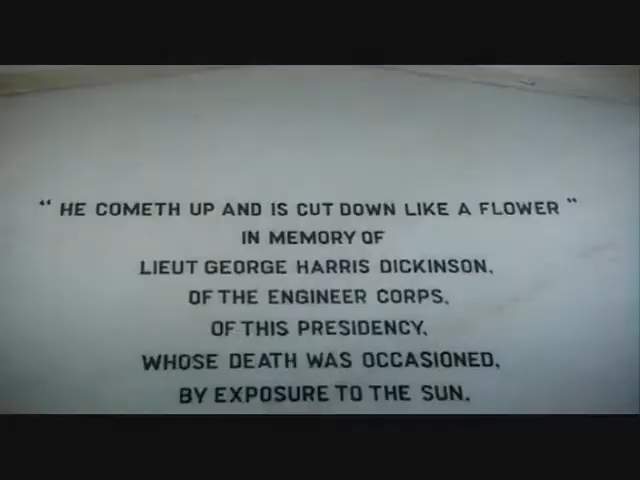 “ HE COMETH UP AND IS CUT DOWN LIKE A FLOWER ”
IN MEMORY OF
LIEUT GEORGE HARRIS DICKINSON,
OF THE ENGINEER CORPS,
OF THIS PRESIDENCY,
WHOSE DEATH WAS OCCASIONED,
BY EXPOSURE TO THE SUN,